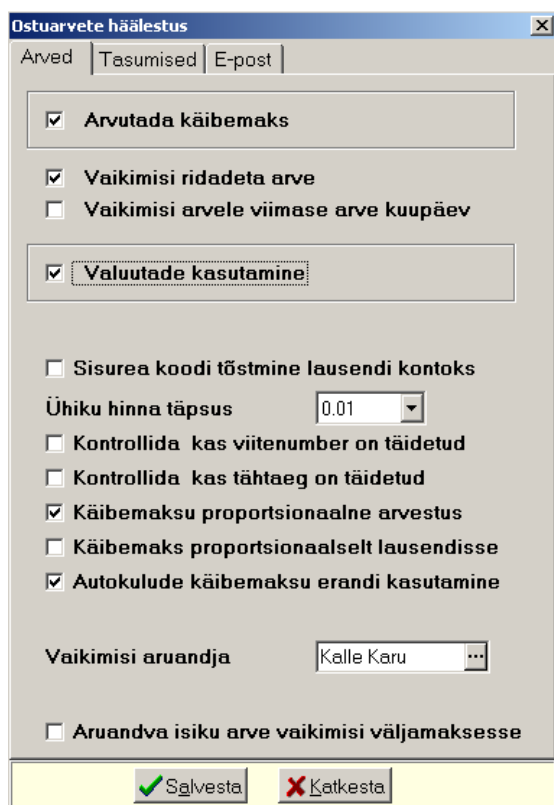 Ostuarvete häälestus
Arved Tasumised E-post
Arvutada käibemaks
Vaikimisi ridadeta arve
Vaikimisi arvele viimase arve kuupäev
Valuutade kasutamine
Sisurea koodi tõstmine lausendi kontoks
Ühiku hinna täpsus 0.01
Kontrollida kas viitenumber on täidetud
Kontrollida kas tähtaeg on täidetud
Käibemaksu proportsionaalne arvestus
Käibemaks proportsionaalselt lausendisse
Autokulude käibemaksu erandi kasutamine
Vaikimisi aruandja Kalle Karu ...
Aruandva isiku arve vaikimisi väljamaksesse
Salvesta Katkesta